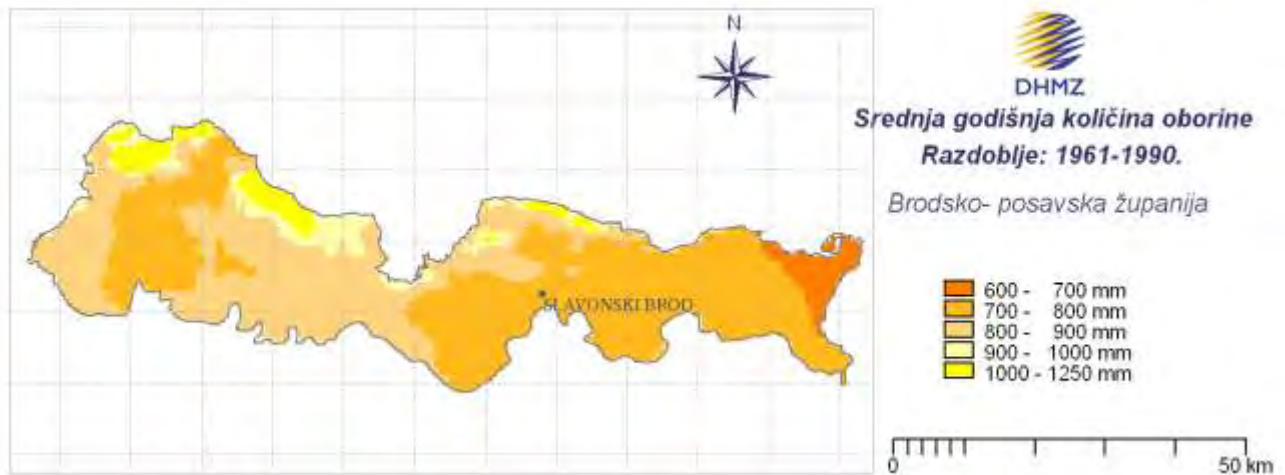 N
DHMZ
Srednja godišnja količina oborine
Razdoblje: 1961-1990.
Brodsko- posavska županija
SLAVONSKI BROD
600 - 700 mm
700 - 800 mm
800 - 900 mm
900 - 1000 mm
1000 - 1250 mm
0 50 km